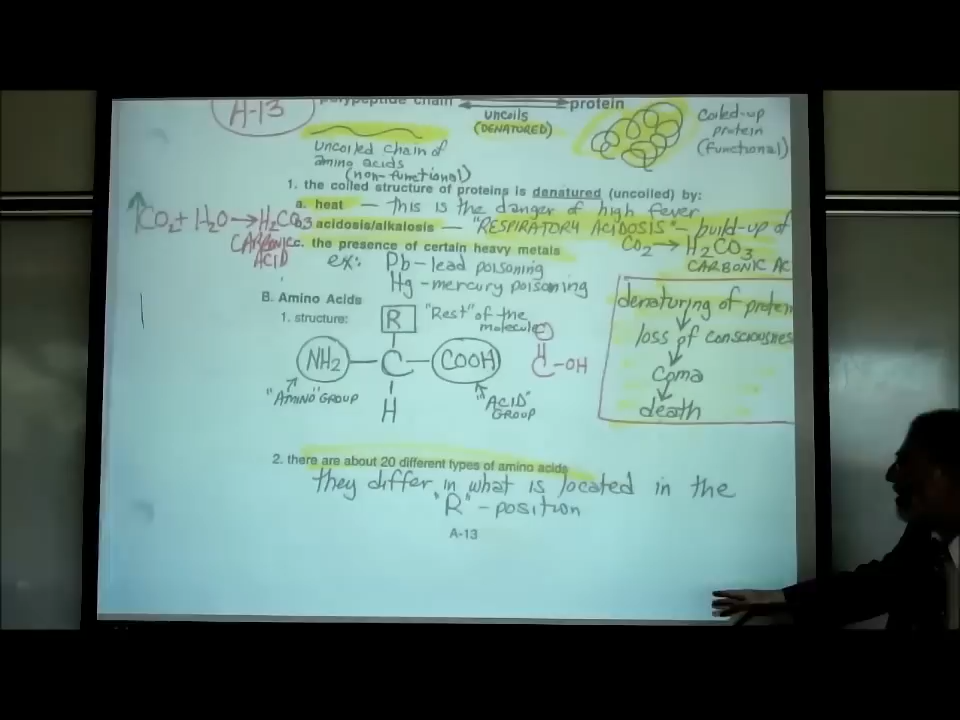 A-13
polypeptide chain
protein
uncoils
(DENATURED)
coiled-up
protein
(functional)
uncoiled chain of
amino acids
(non-functional)
1. the coiled structure of proteins is denatured (uncoiled) by:
a. heat — this is the danger of high fever
acidosis/alkalosis — "RESPIRATORY ACIDOSIS" — build-up of
CO2 → H2CO3
CARBONIC AC
CO2 + H2O → H2CO3
CARBONIC
ACID
c. the presence of certain heavy metals
ex: Pb - lead poisoning
Hg - mercury poisoning
denaturing of protein
loss of consciousness
coma
death
B. Amino Acids
1. structure:
R
"Rest" of the
molecule
NH2 — C — COOH
C - OH
"AMINO" GROUP
"ACID"
GROUP
H
2. there are about 20 different types of amino acids
they differ in what is located in the
"R" - position
A-13